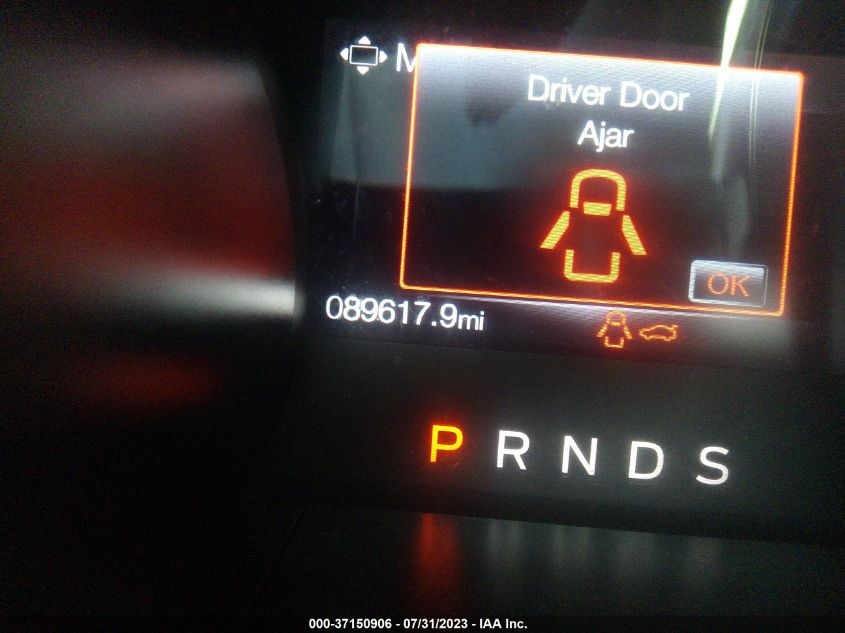 M
Driver Door
Ajar
OK
089617.9mi
P R N D S
000-37150906 - 07/31/2023 - IAA Inc.